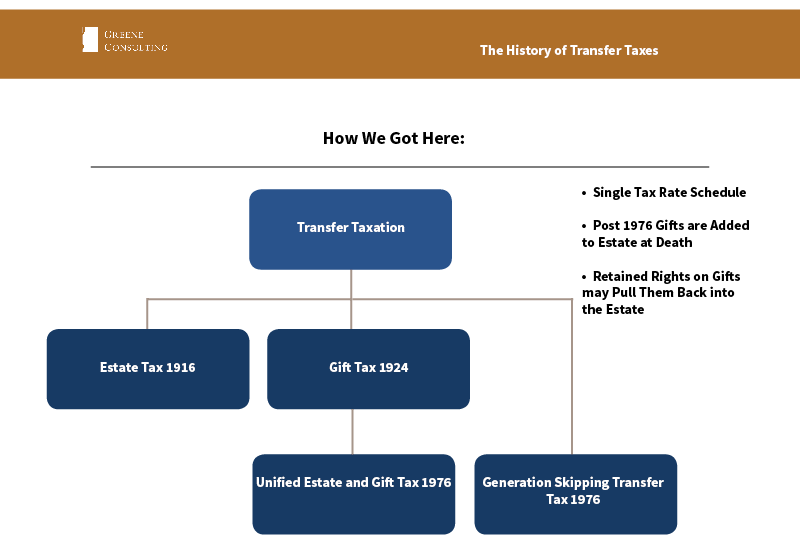 Greene
Consulting
The History of Transfer Taxes
How We Got Here:
Transfer Taxation
• Single Tax Rate Schedule
• Post 1976 Gifts are Added
to Estate at Death
• Retained Rights on Gifts
may Pull Them Back into
the Estate
Estate Tax 1916
Gift Tax 1924
Unified Estate and Gift Tax 1976
Generation Skipping Transfer
Tax 1976